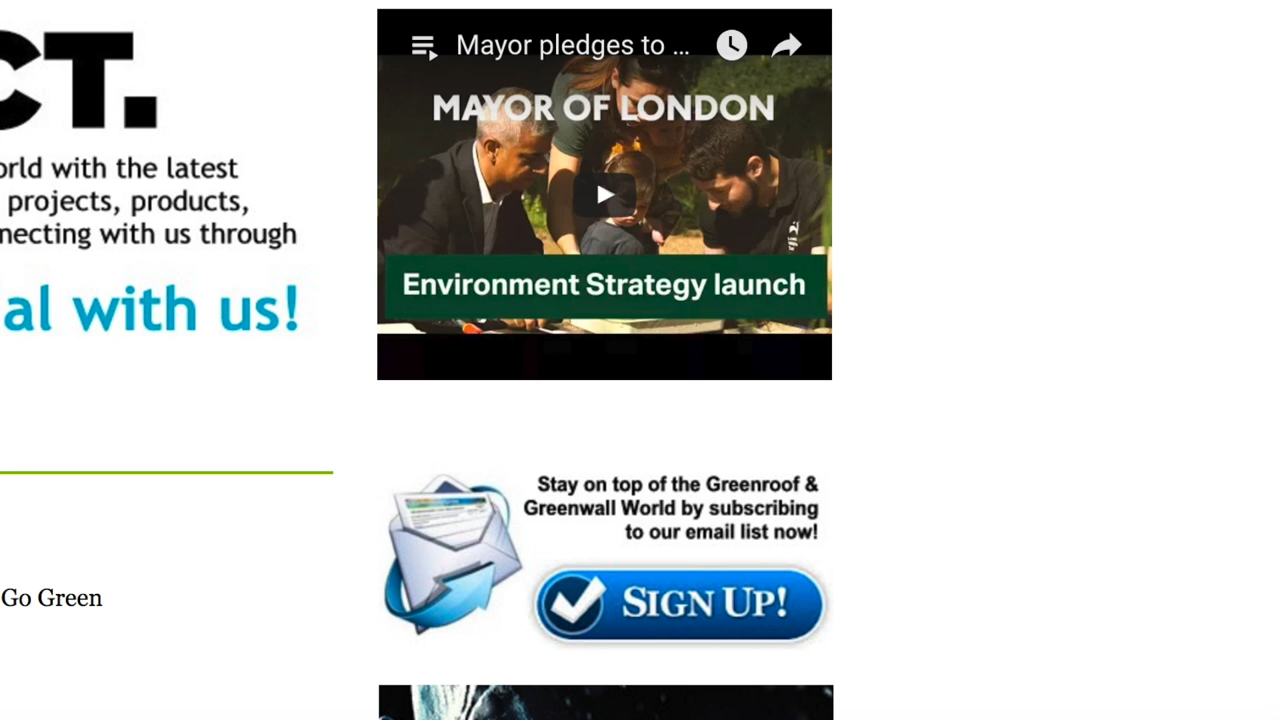 CT.
orld with the latest
projects, products,
necting with us through
al with us!
Go Green
Mayor pledges to ...
MAYOR OF LONDON
Environment Strategy launch
Stay on top of the Greenroof &
Greenwall World by subscribing
to our email list now!
SIGN UP!